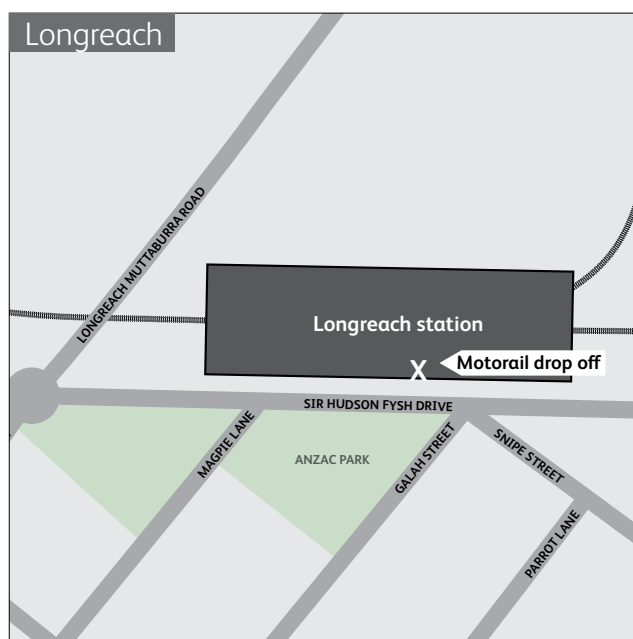 Longreach
LONGREACH MUTTABURRA ROAD
Longreach station
X
Motorail drop off
SIR HUDSON FYSH DRIVE
MAGPIE LANE
ANZAC PARK
GALAH STREET
SNIPE STREET
PARROT LANE